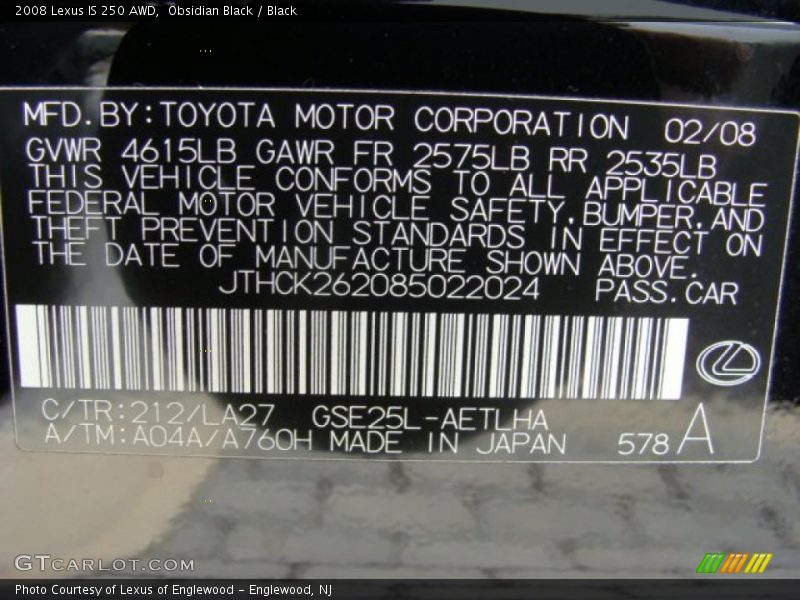 2008 Lexus IS 250 AWD,  Obsidian Black / Black
MFD. BY: TOYOTA MOTOR CORPORATION 02/08
GVWR 4615LB GAWR FR 2575LB RR 2535LB
THIS VEHICLE CONFORMS TO ALL APPLICABLE
FEDERAL MOTOR VEHICLE SAFETY, BUMPER, AND
THEFT PREVENTION STANDARDS IN EFFECT ON
THE DATE OF MANUFACTURE SHOWN ABOVE.
JTHCK262085022024 PASS. CAR
C/TR: 212/LA27 GSE25L-AETLHA
A/TM: A04A/A760H MADE IN JAPAN 578 A
GTCARLOT.COM
Photo Courtesy of Lexus of Englewood – Englewood, NJ